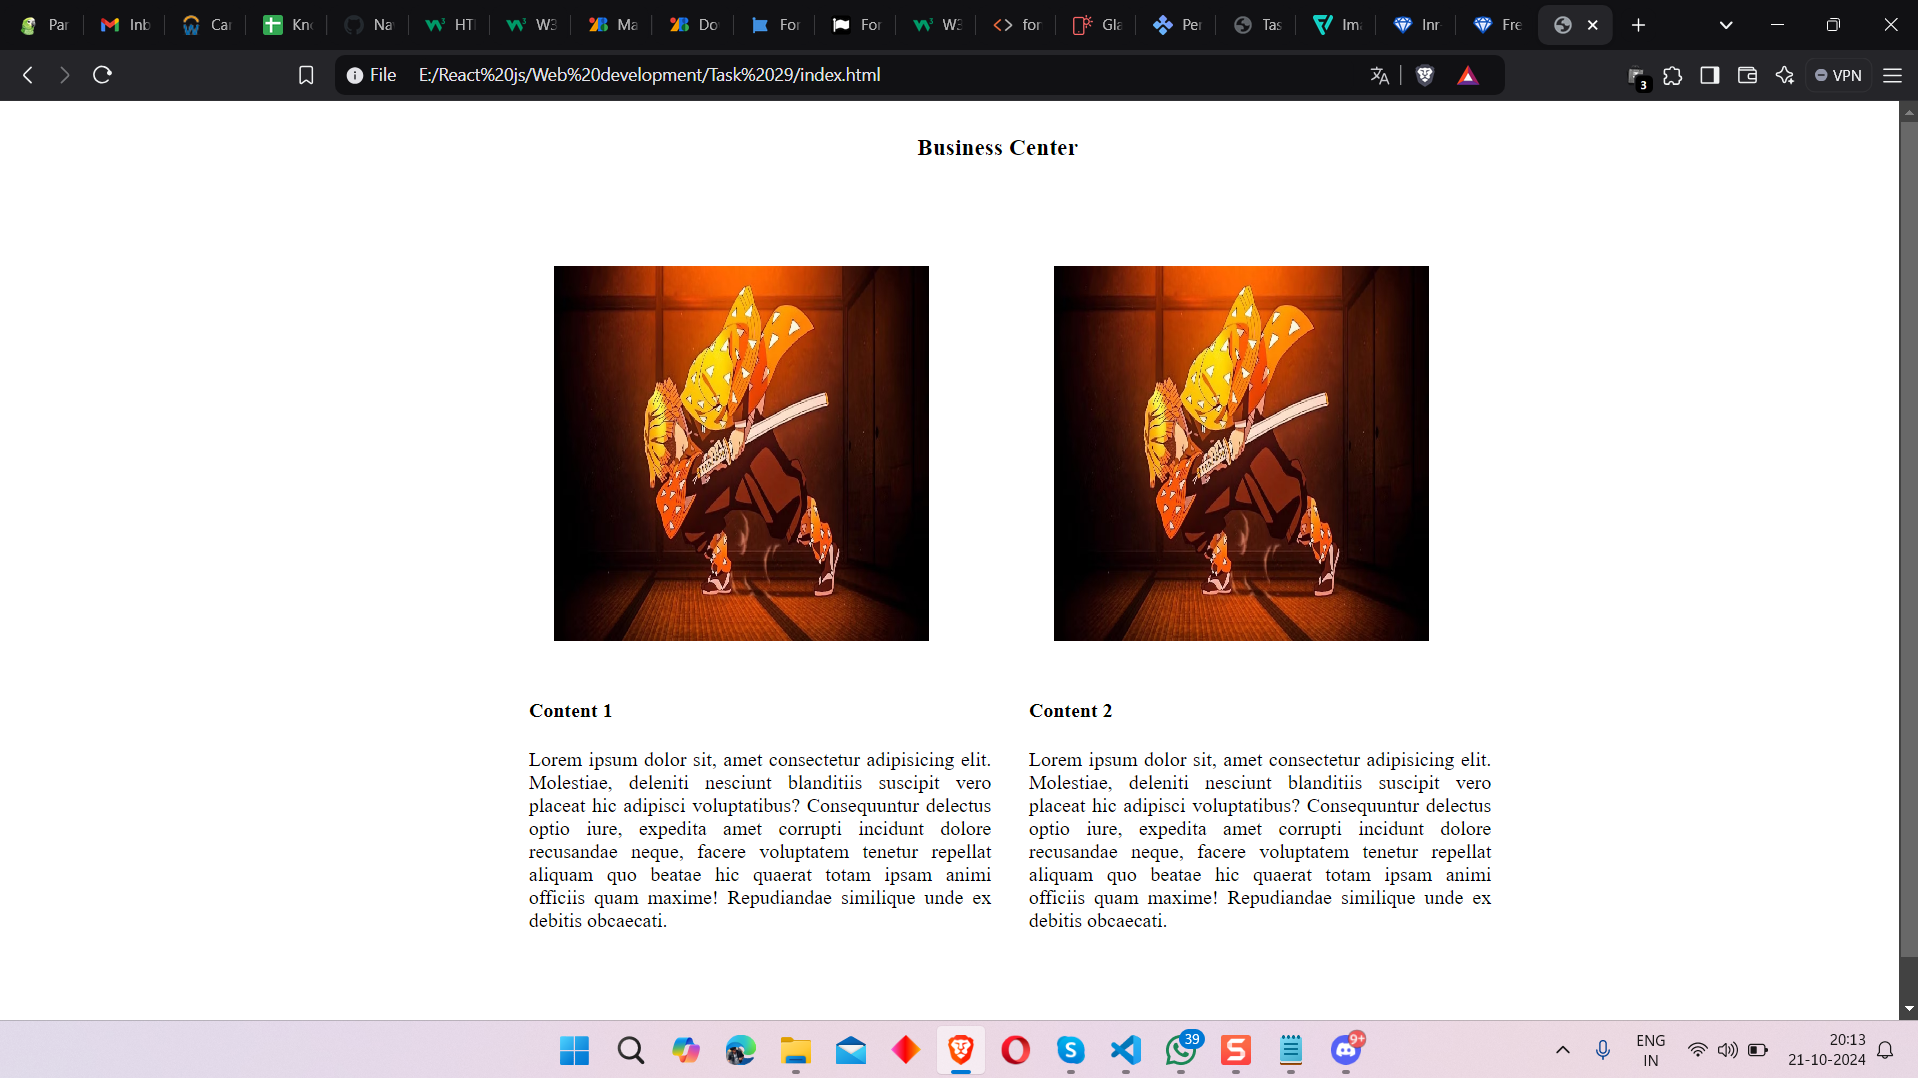 Par
Inb
Car
Kno
Nav
HTI
W3
Ma
Do
For
For
W3
for
Gla
Per
Tas
Im
Inr
Fre
File E:/React%20js/Web%20development/Task%2029/index.html
3
VPN
Business Center
Content 1
Lorem ipsum dolor sit, amet consectetur adipisicing elit.
Molestiae, deleniti nesciunt blanditiis suscipit vero
placeat hic adipisci voluptatibus? Consequuntur delectus
optio iure, expedita amet corrupti incidunt dolore
recusandae neque, facere voluptatem tenetur repellat
aliquam quo beatae hic quaerat totam ipsam animi
officiis quam maxime! Repudiandae similique unde ex
debitis obcaecati.
Content 2
Lorem ipsum dolor sit, amet consectetur adipisicing elit.
Molestiae, deleniti nesciunt blanditiis suscipit vero
placeat hic adipisci voluptatibus? Consequuntur delectus
optio iure, expedita amet corrupti incidunt dolore
recusandae neque, facere voluptatem tenetur repellat
aliquam quo beatae hic quaerat totam ipsam animi
officiis quam maxime! Repudiandae similique unde ex
debitis obcaecati.
39
9+
ENG
IN
20:13
21-10-2024